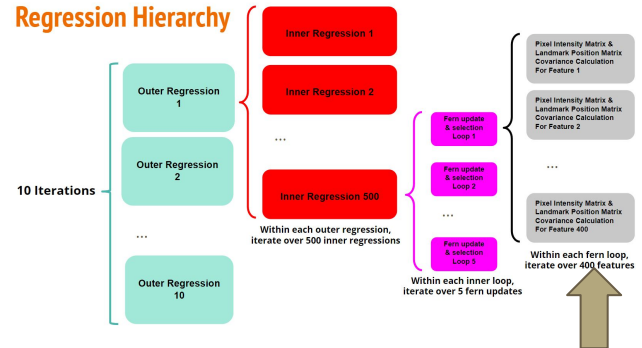 Regression Hierarchy
10 Iterations
Outer Regression
1
Outer Regression
2
...
Outer Regression
10
Inner Regression 1
Inner Regression 2
...
Inner Regression 500
Within each outer regression,
iterate over 500 inner regressions
Fern update
& selection
Loop 1
Fern update
& selection
Loop 2
...
Fern update
& selection
Loop 5
Within each inner loop,
iterate over 5 fern updates
Pixel Intensity Matrix &
Landmark Position Matrix
Covariance Calculation
For Feature 1
Pixel Intensity Matrix &
Landmark Position Matrix
Covariance Calculation
For Feature 2
...
Pixel Intensity Matrix &
Landmark Position Matrix
Covariance Calculation
For Feature 400
Within each fern loop,
iterate over 400 features